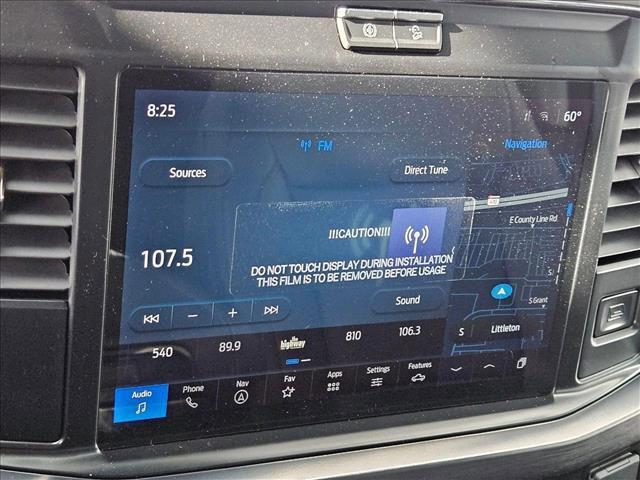 8:25
60°
FM
Navigation
Sources
Direct Tune
E County Line Rd
!!!CAUTION!!!
107.5
DO NOT TOUCH DISPLAY DURING INSTALLATION
THIS FILM IS TO BE REMOVED BEFORE USAGE
S
Sound
S Grant
S Littleton
540
89.9
the highway
810
106.3
Audio
Phone
Nav
Fav
Apps
Settings
Features